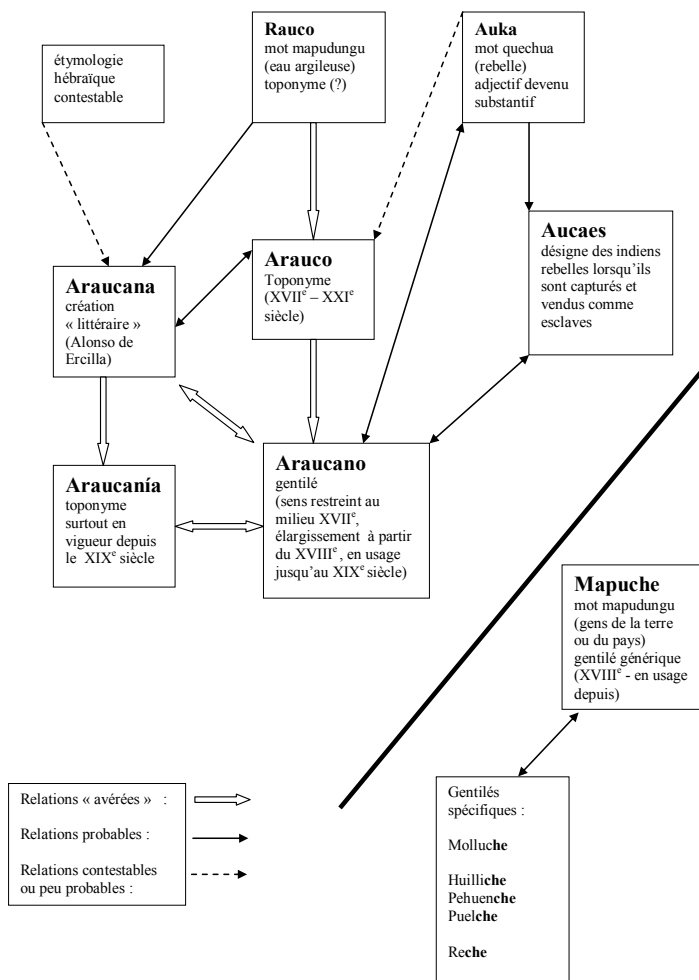 étymologie
hébraïque
contestable
Rauco
mot mapudungu
(eau argileuse)
toponyme (?)
Auka
mot quechua
(rebelle)
adjectif devenu
substantif
Araucana
création
« littéraire »
(Alonso de
Ercilla)
Arauco
Toponyme
(XVIIe – XXIe
siècle)
Aucaes
désigne des indiens
rebelles lorsqu'ils
sont capturés et
vendus comme
esclaves
Araucanía
toponyme
surtout en
vigueur depuis
le XIXe siècle
Araucano
gentilé
(sens restreint au
milieu XVIIe,
élargissement à partir
du XVIIIe, en usage
jusqu'au XIXe siècle)
Mapuche
mot mapudungu
(gens de la terre
ou du pays)
gentilé générique
(XVIIIe - en usage
depuis)
Relations « avérées » :
Relations probables :
Relations contestables
ou peu probables :
Gentilés
spécifiques :
Molluche
Huilliche
Pehuenche
Puelche
Reche